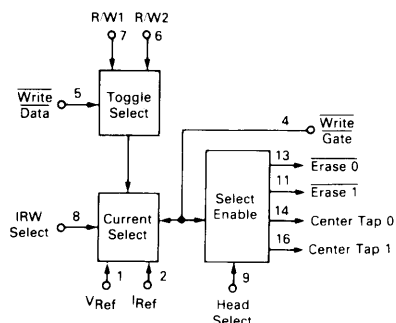 R/W1 R/W2
7 6
Write
Data
5
Toggle
Select
4
Write
Gate
13
Erase 0
11
Erase 1
Select
Enable
14
Center Tap 0
16
Center Tap 1
IRW
Select
8
Current
Select
1 2
9
VRef IRef
Head
Select